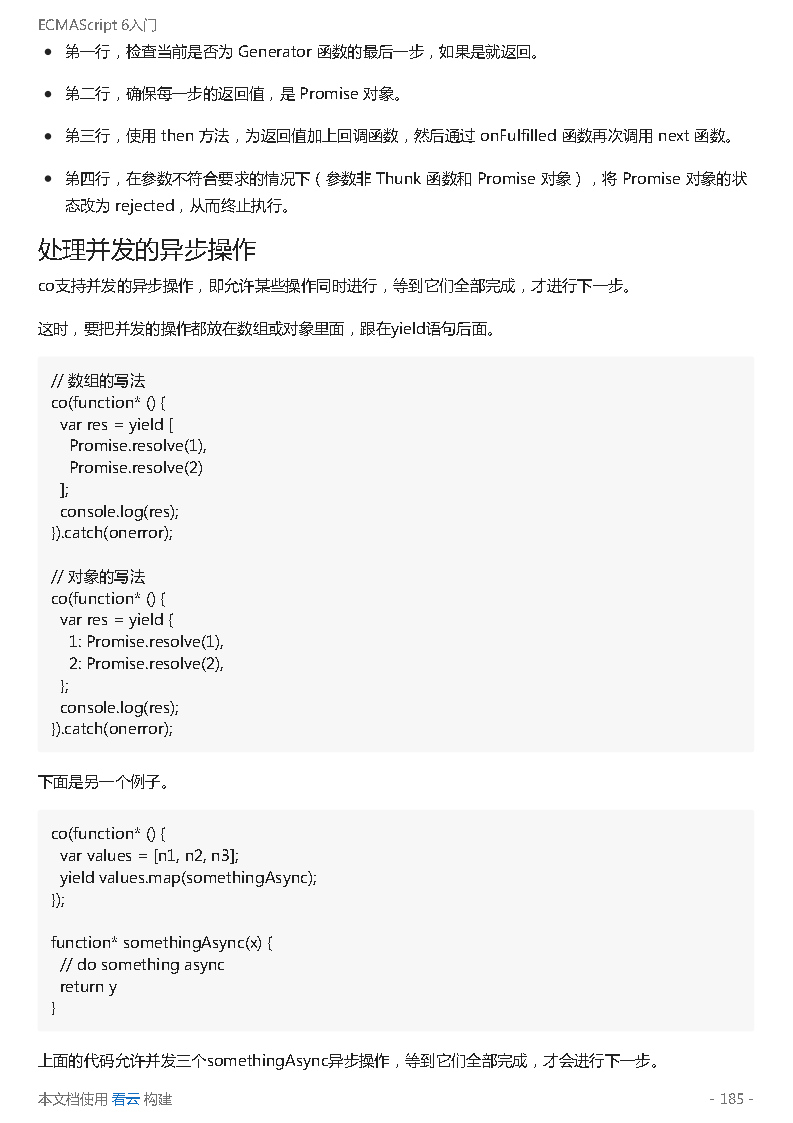 ECMAScript 6入门
• 第一行，检查当前是否为 Generator 函数的最后一步，如果是就返回。
• 第二行，确保每一步的返回值，是 Promise 对象。
• 第三行，使用 then 方法，为返回值加上回调函数，然后通过 onFulfilled 函数再次调用 next 函数。
• 第四行，在参数不符合要求的情况下（参数非 Thunk 函数和 Promise 对象），将 Promise 对象的状
态改为 rejected，从而终止执行。
处理并发的异步操作
co支持并发的异步操作，即允许某些操作同时进行，等到它们全部完成，才进行下一步。
这时，要把并发的操作都放在数组或对象里面，跟在yield语句后面。
// 数组的写法
co(function* () {
  var res = yield [
    Promise.resolve(1),
    Promise.resolve(2)
  ];
  console.log(res);
}).catch(onerror);
// 对象的写法
co(function* () {
  var res = yield {
    1: Promise.resolve(1),
    2: Promise.resolve(2),
  };
  console.log(res);
}).catch(onerror);
下面是另一个例子。
co(function* () {
  var values = [n1, n2, n3];
  yield values.map(somethingAsync);
});
function* somethingAsync(x) {
  // do something async
  return y
}
上面的代码允许并发三个somethingAsync异步操作，等到它们全部完成，才会进行下一步。
本文档使用 看云 构建 - 185 -